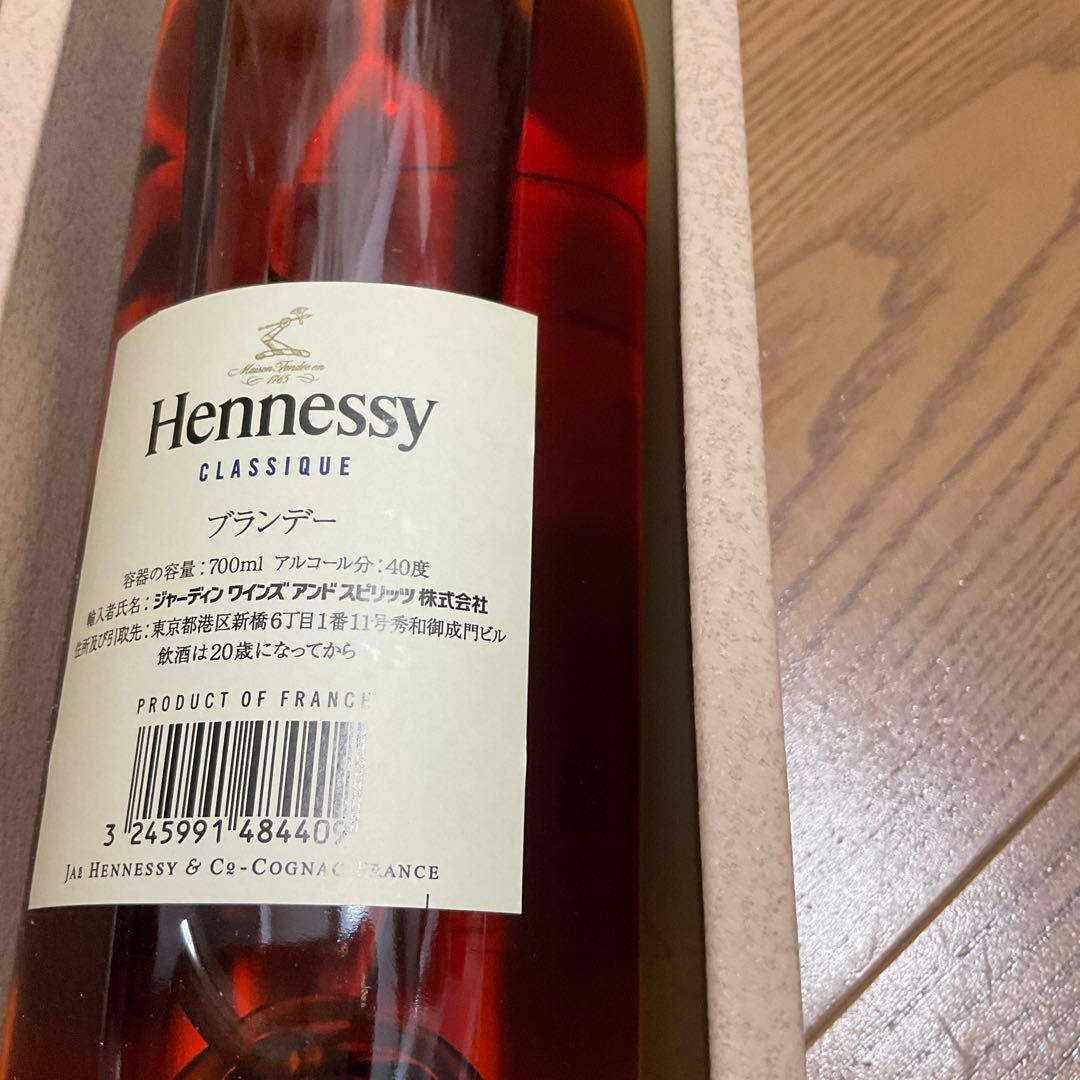 Maison Fondée en
1765
Hennessy
CLASSIQUE
ブランデー
容器の容量:700ml アルコール分:40度
輸入者氏名:ジャーディン ワインズ アンド スピリッツ 株式会社
住所及び引取先:東京都港区新橋6丁目1番11号秀和御成門ビル
飲酒は20歳になってから
PRODUCT OF FRANCE
3 245991 484409
JAS HENNESSY & Co-COGNAC FRANCE